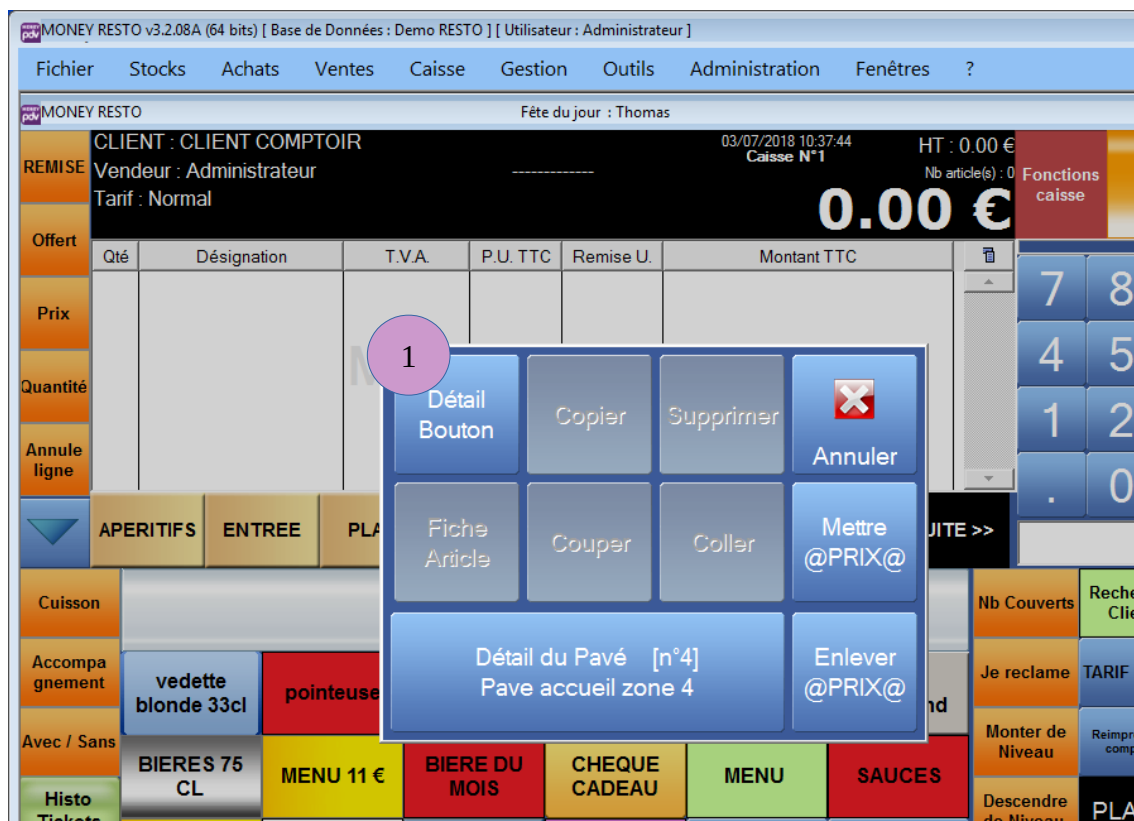 MONEY RESTO v3.2.08A (64 bits) [ Base de Données : Demo RESTO ] [ Utilisateur : Administrateur ]
Fichier Stocks Achats Ventes Caisse Gestion Outils Administration Fenêtres ?
MONEY RESTO Fête du jour : Thomas
REMISE
CLIENT : CLIENT COMPTOIR
Vendeur : Administrateur
Tarif : Normal
-------------
03/07/2018 10:37:44
Caisse N°1
HT : 0.00 €
Nb article(s) : 0
0.00 €
Fonctions
caisse
Offert
Qté Désignation T.V.A. P.U. TTC Remise U. Montant TTC
Prix
Quantité
Annule
ligne
7 8
4 5
1 2
. 0
1
Détail
Bouton
Copier
Supprimer
Annuler
Fiche
Article
Couper
Coller
Mettre
@PRIX@
Détail du Pavé [n°4]
Pave accueil zone 4
Enlever
@PRIX@
APERITIFS ENTREE >>
Cuisson
Nb Couverts
Accompa
gnement
vedette
blonde 33cl
pointeuse
Je reclame
TARIF
Avec / Sans
BIERES 75
CL
MENU 11 €
BIERE DU
MOIS
CHEQUE
CADEAU
MENU
SAUCES
Monter de
Niveau
Histo
Tickets
Descendre
de Niveau